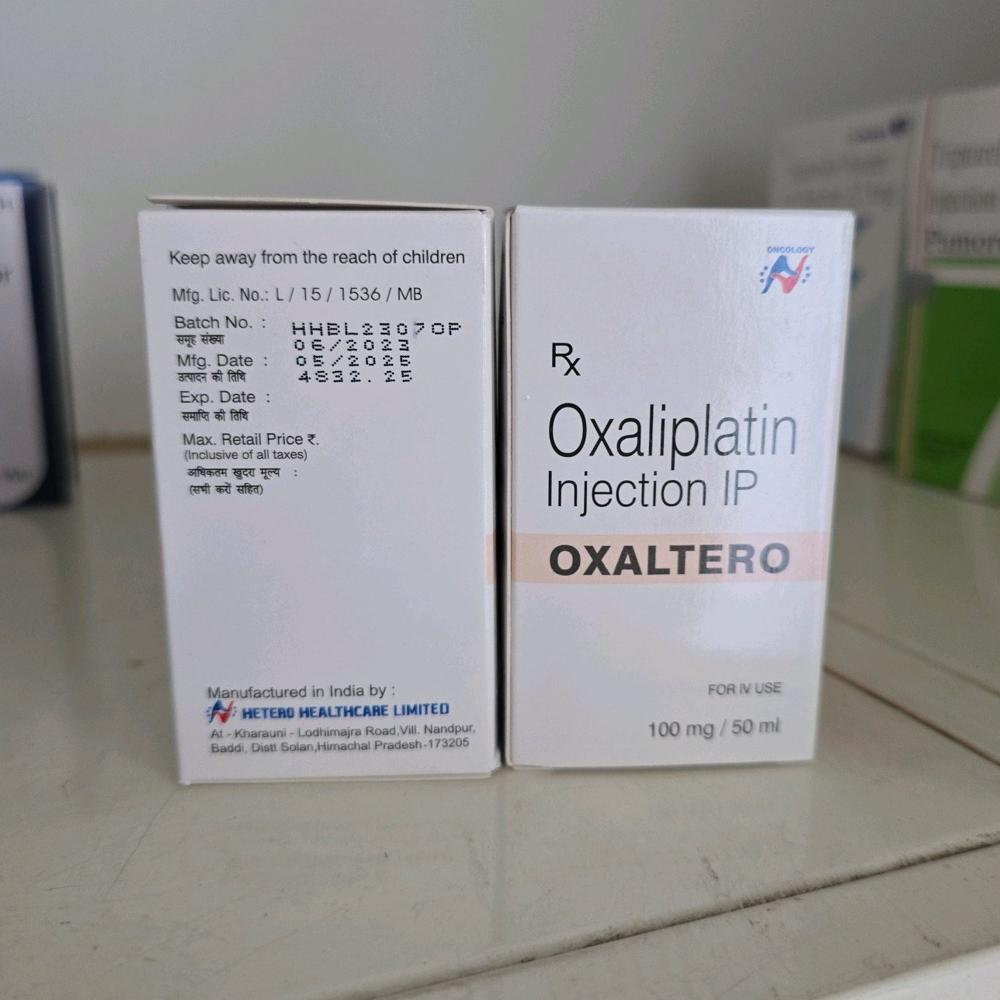 Keep away from the reach of children
Mfg. Lic. No.: L / 15 / 1536 / MB
Batch No. : HHBL23070P
समूह संख्या
06/2023
Mfg. Date : 05/2025
उत्पादन की तिथि
4832.25
Exp. Date :
समाप्ति की तिथि
Max. Retail Price ₹.
(Inclusive of all taxes)
अधिकतम खुदरा मूल्य :
(सभी करों सहित)
Manufactured in India by :
HETERO HEALTHCARE LIMITED
At - Kharauni - Lodhimajra Road,Vill. Nandpur,
Baddi, Distt Solan,Himachal Pradesh-173205
ONCOLOGY
Rx
Oxaliplatin
Injection IP
OXALTERO
FOR IV USE
100 mg / 50 ml